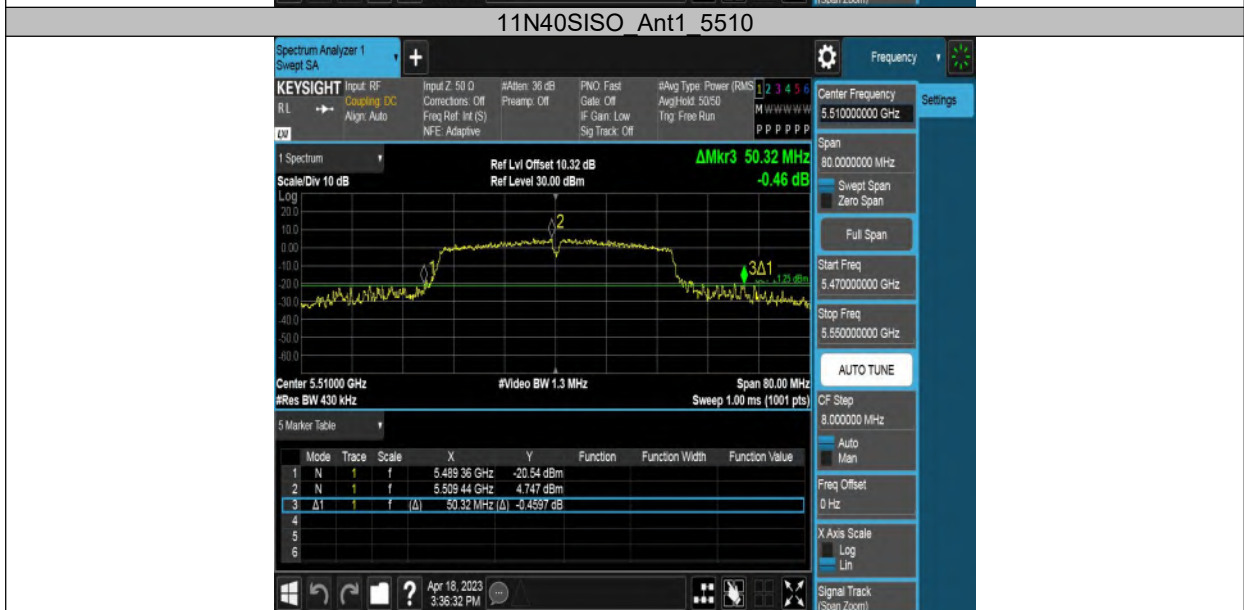 (Span Zoom)
11N40SISO_Ant1_5510
Spectrum Analyzer 1
Swept SA
Frequency
KEYSIGHT Input: RF
RL
Coupling: DC
Align: Auto
Input Z: 50 Ω
Corrections: Off
Freq Ref: Int (S)
NFE: Adaptive
#Atten: 36 dB
Preamp: Off
PNO: Fast
Gate: Off
IF Gain: Low
Sig Track: Off
#Avg Type: Power (RMS
Avg|Hold: 50/50
Trig: Free Run
1 2 3 4 5 6
M W W W W W
P P P P P P
Center Frequency
5.510000000 GHz
Settings
Span
80.0000000 MHz
Swept Span
Zero Span
Full Span
Start Freq
5.470000000 GHz
Stop Freq
5.550000000 GHz
AUTO TUNE
CF Step
8.000000 MHz
Auto
Man
Freq Offset
0 Hz
X Axis Scale
Log
Lin
Signal Track
(Span Zoom)
1 Spectrum
Scale/Div 10 dB
Ref Lvl Offset 10.32 dB
Ref Level 30.00 dBm
ΔMkr3 50.32 MHz
-0.46 dB
Log
20.0
10.0
0.00
-10.0
-20.0
-30.0
-40.0
-50.0
-60.0
1
2
3Δ1
Center 5.51000 GHz
#Res BW 430 kHz
#Video BW 1.3 MHz
Span 80.00 MHz
Sweep 1.00 ms (1001 pts)
5 Marker Table
Mode Trace Scale X Y Function Function Width Function Value
1 N 1 f 5.489 36 GHz -20.54 dBm
2 N 1 f 5.509 44 GHz 4.747 dBm
3 Δ1 1 f (Δ) 50.32 MHz (Δ) -0.4597 dB
4
5
6
Apr 18, 2023
3:36:32 PM